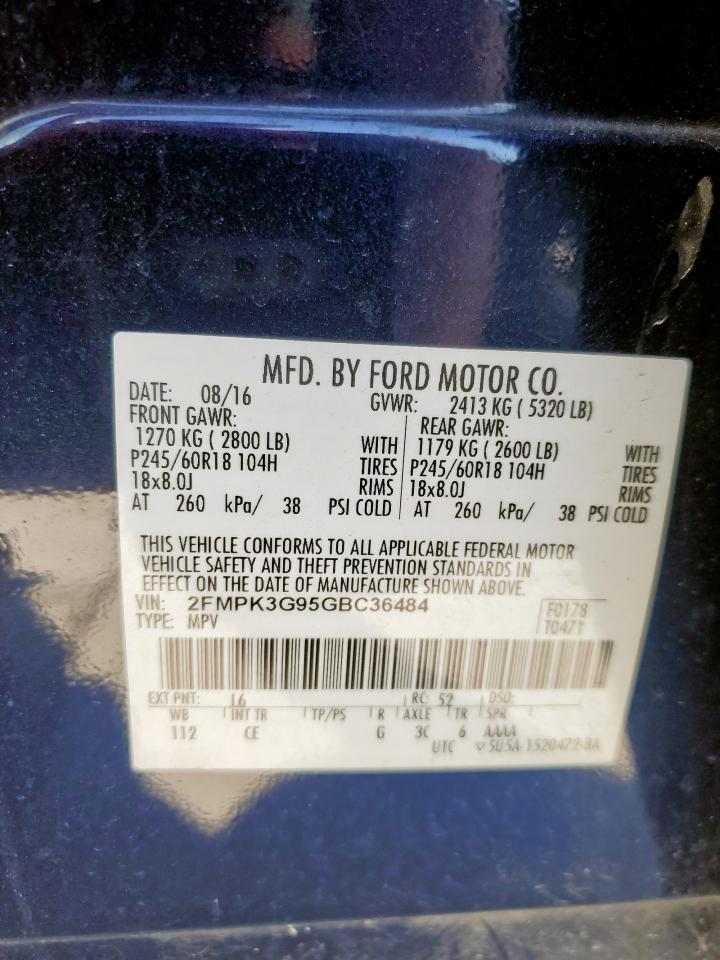 MFD. BY FORD MOTOR CO.
DATE: 08/16 GVWR: 2413 KG ( 5320 LB)
FRONT GAWR: REAR GAWR:
1270 KG ( 2800 LB) WITH 1179 KG ( 2600 LB) WITH
P245/60R18 104H TIRES P245/60R18 104H TIRES
18x8.0J RIMS 18x8.0J RIMS
AT 260 kPa/ 38 PSI COLD AT 260 kPa/ 38 PSI COLD
THIS VEHICLE CONFORMS TO ALL APPLICABLE FEDERAL MOTOR
VEHICLE SAFETY AND THEFT PREVENTION STANDARDS IN
EFFECT ON THE DATE OF MANUFACTURE SHOWN ABOVE.
VIN: 2FMPK3G95GBC36484 F0178
TYPE: MPV T0471
EXT PNT: L6 RC: 52 DSO:
WB INT TR TP/PS R AXLE TR SPR
112 CE G 3C 6 AAAA
UTC 5U5A-1520472-BA